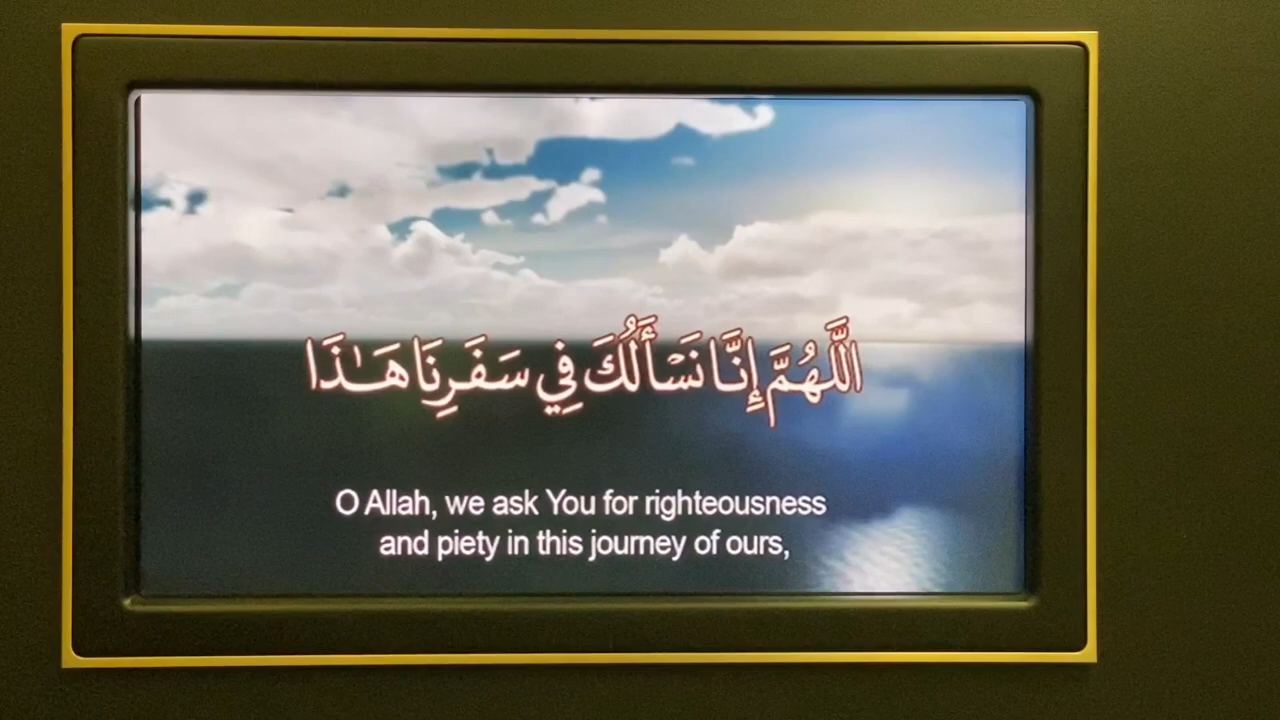 اللَّهُمَّ إِنَّا نَسْأَلُكَ فِي سَفَرِنَا هَـٰذَا
O Allah, we ask You for righteousness
and piety in this journey of ours,